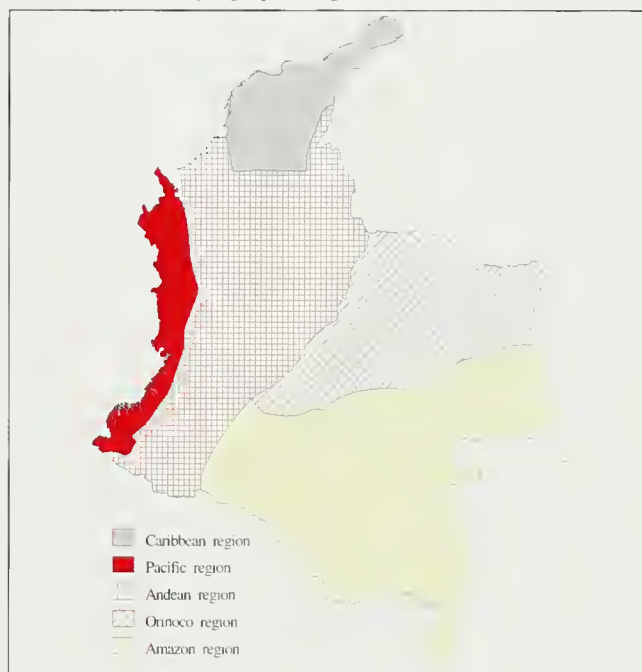 Caribbean region
Pacific region
Andean region
Orinoco region
Amazon region